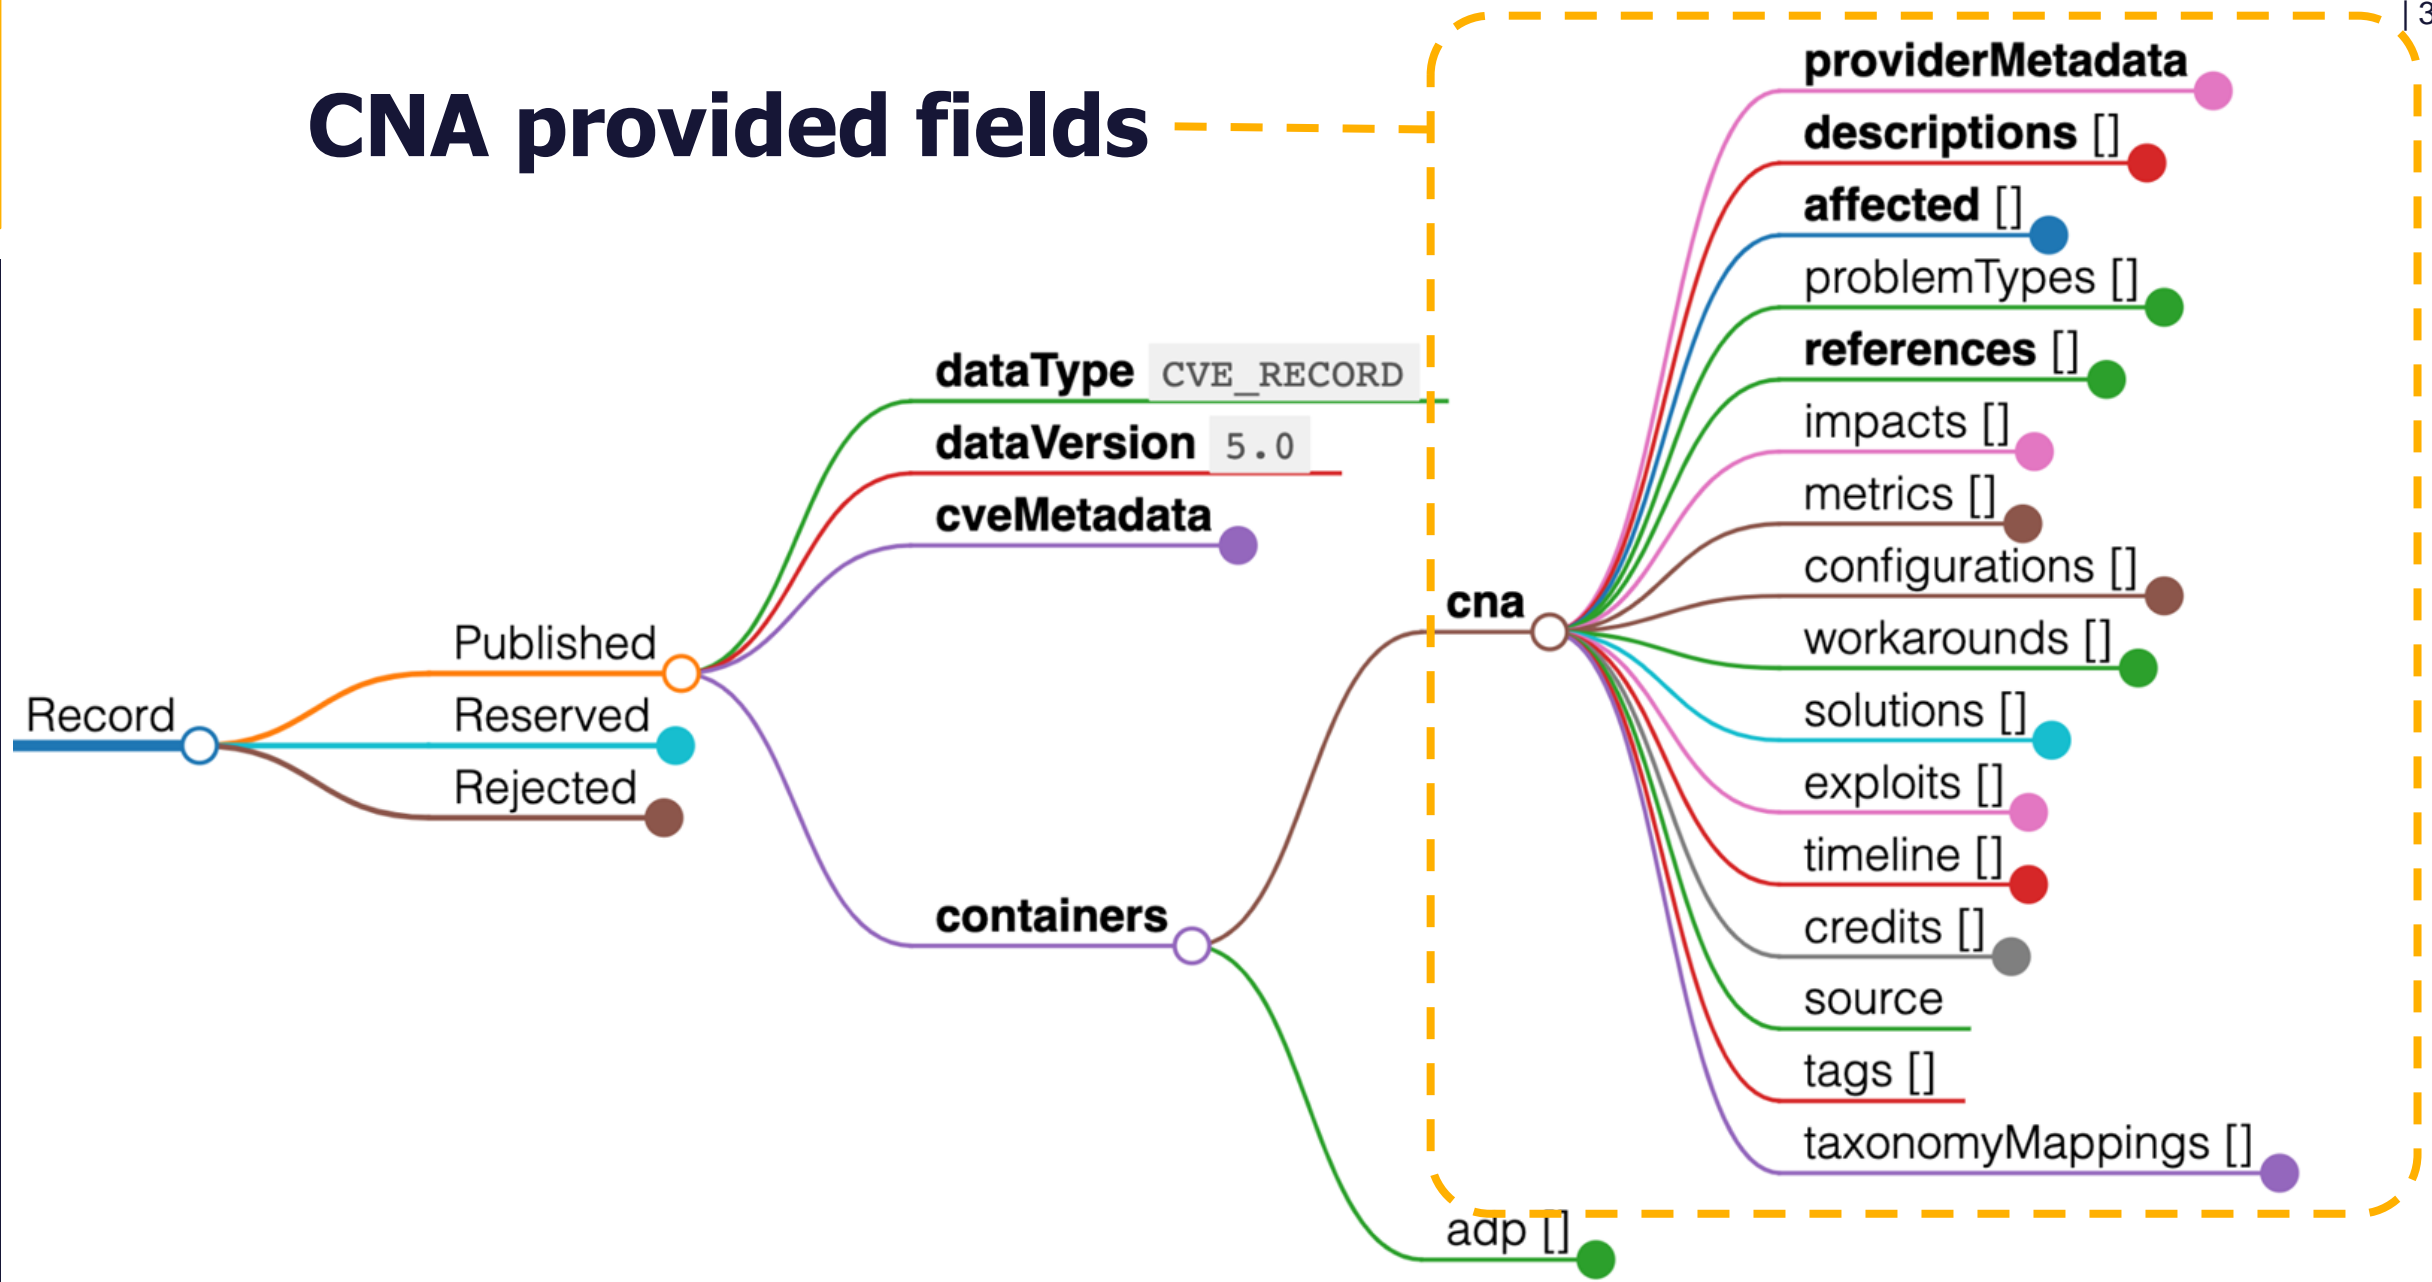 | 3
CNA provided fields
Record
Published
Reserved
Rejected
dataType CVE_RECORD
dataVersion 5.0
cveMetadata
containers
cna
adp []
providerMetadata
descriptions []
affected []
problemTypes []
references []
impacts []
metrics []
configurations []
workarounds []
solutions []
exploits []
timeline []
credits []
source
tags []
taxonomyMappings []